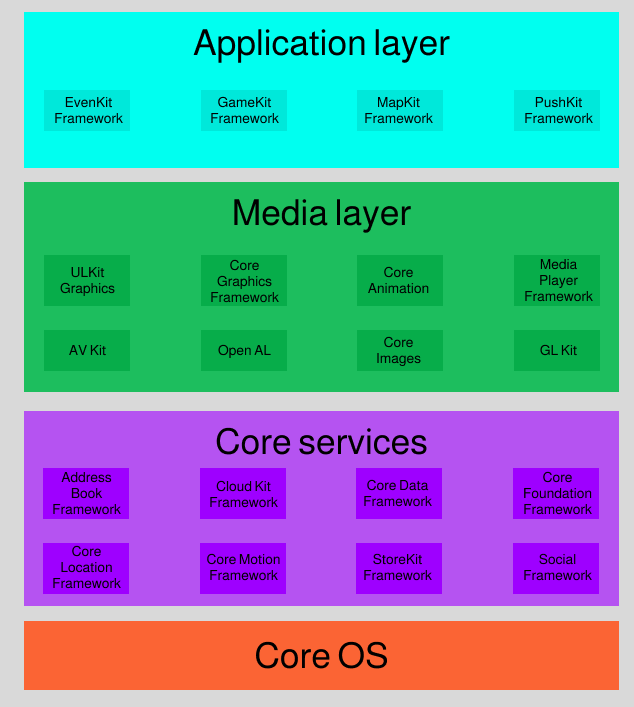 Application layer
EvenKit
Framework
GameKit
Framework
MapKit
Framework
PushKit
Framework
Media layer
ULKit
Graphics
Core
Graphics
Framework
Core
Animation
Media
Player
Framework
AV Kit
Open AL
Core
Images
GL Kit
Core services
Address
Book
Framework
Cloud Kit
Framework
Core Data
Framework
Core
Foundation
Framework
Core
Location
Framework
Core Motion
Framework
StoreKit
Framework
Social
Framework
Core OS